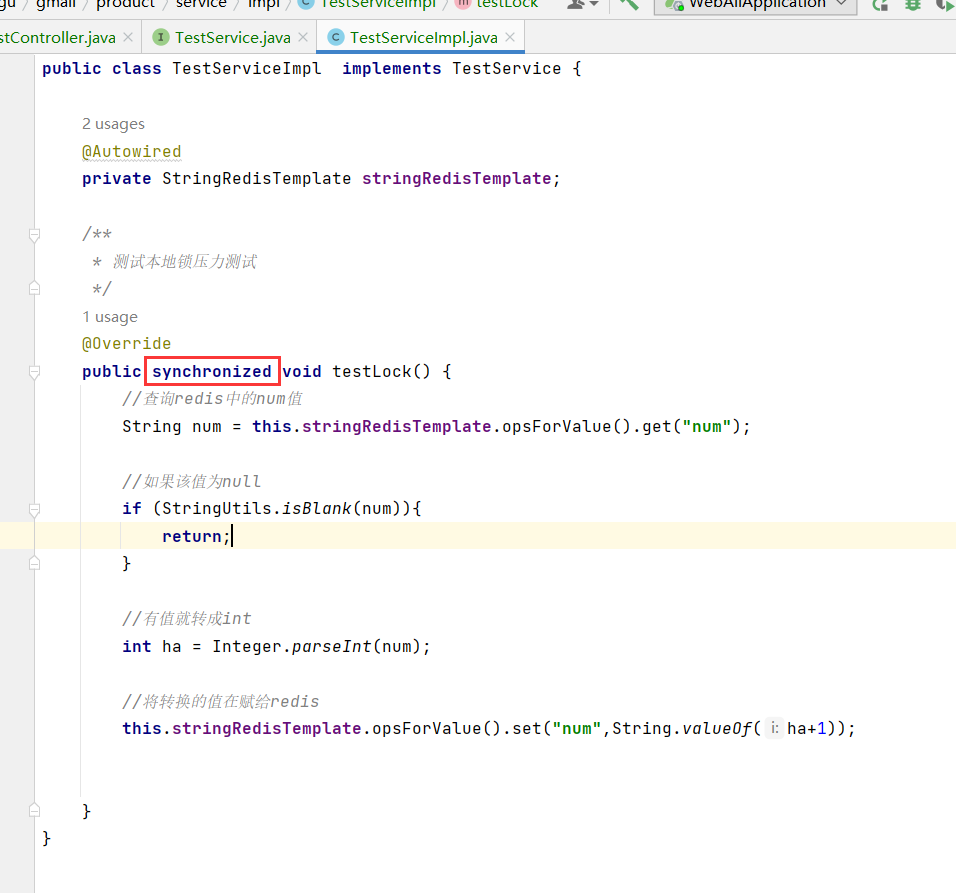 gu / gmall / product / service / impl / TestServiceImpl / testLock WebAllApplication
stController.java × TestService.java × TestServiceImpl.java ×
public class TestServiceImpl  implements TestService {
2 usages
@Autowired
private StringRedisTemplate stringRedisTemplate;
/**
* 测试本地锁压力测试
*/
1 usage
@Override
public synchronized void testLock() {
//查询redis中的num值
String num = this.stringRedisTemplate.opsForValue().get("num");
//如果该值为null
if (StringUtils.isBlank(num)){
return;
}
//有值就转成int
int ha = Integer.parseInt(num);
//将转换的值在赋给redis
this.stringRedisTemplate.opsForValue().set("num",String.valueOf( i: ha+1));
}
}